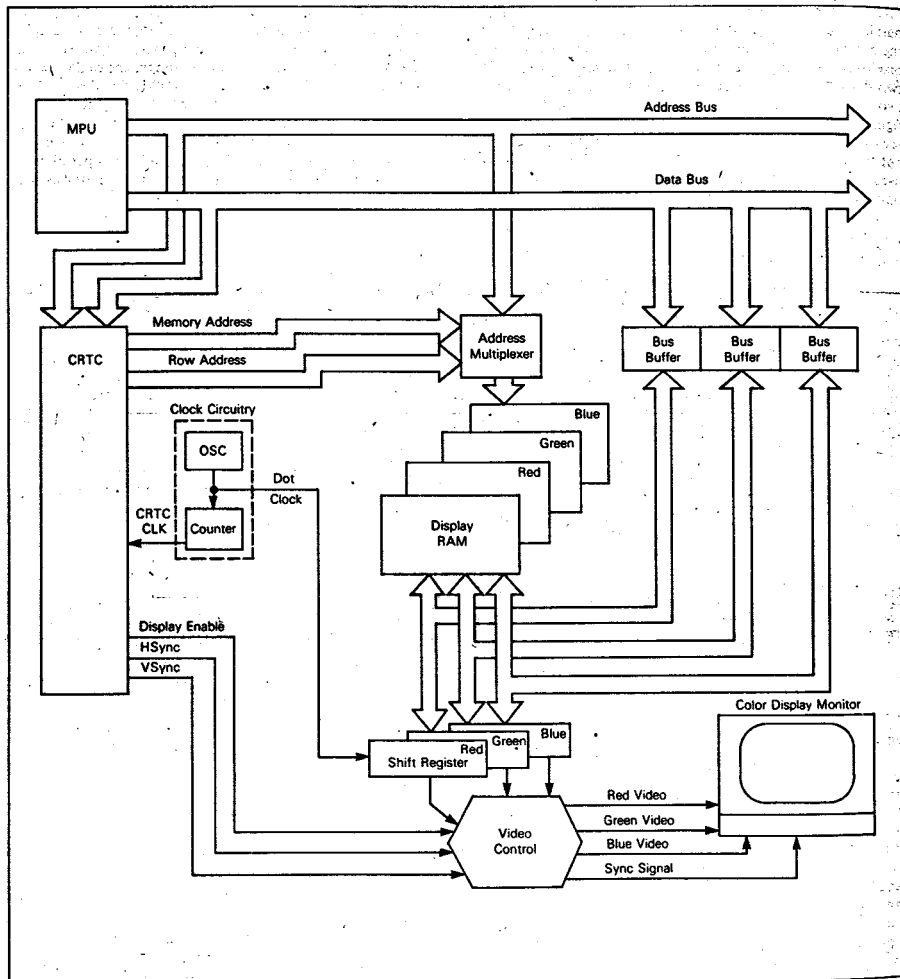 Address Bus
MPU
Data Bus
Memory Address
CRTC
Row Address
Address
Multiplexer
Bus
Buffer
Bus
Buffer
Bus
Buffer
Clock Circuitry
OSC
Dot
Clock
CRTC
CLK
Counter
Blue
Green
Red
Display
RAM
Display Enable
HSync
VSync
Color Display Monitor
Blue
Green
Red
Shift Register
Video
Control
Red Video
Green Video
Blue Video
Sync Signal